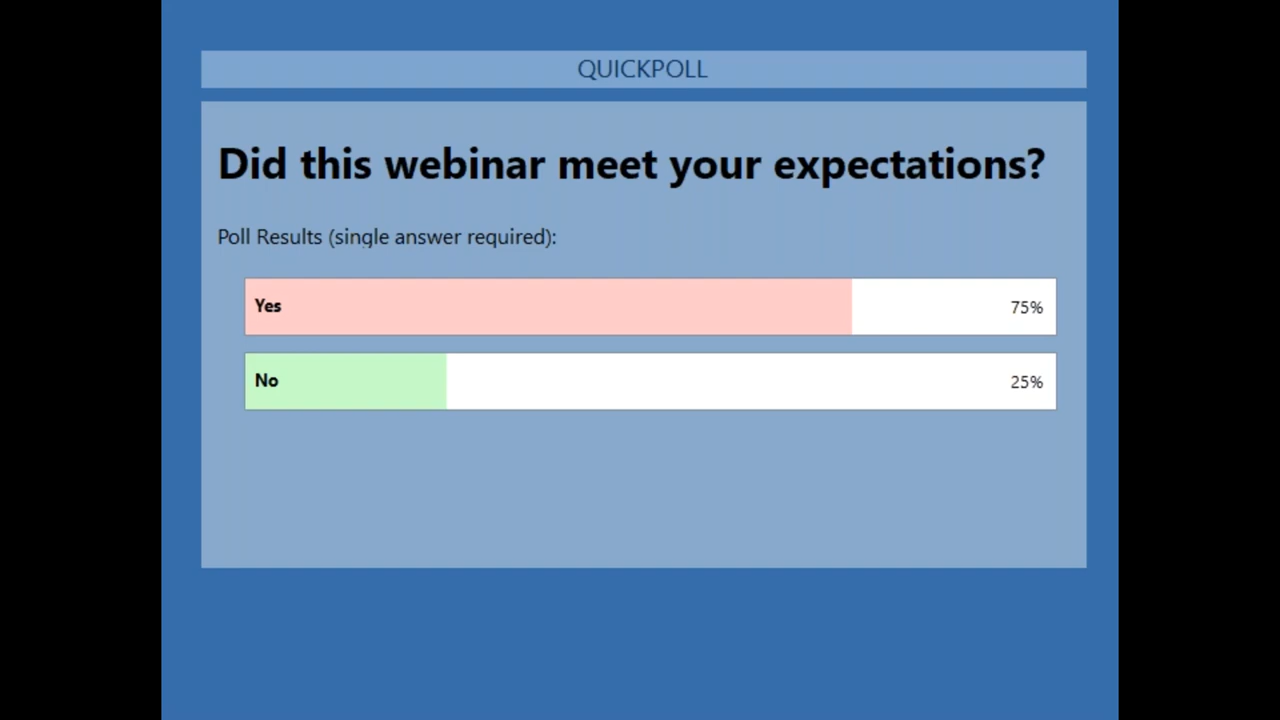 QUICKPOLL
Did this webinar meet your expectations?
Poll Results (single answer required):
Yes 75%
No 25%